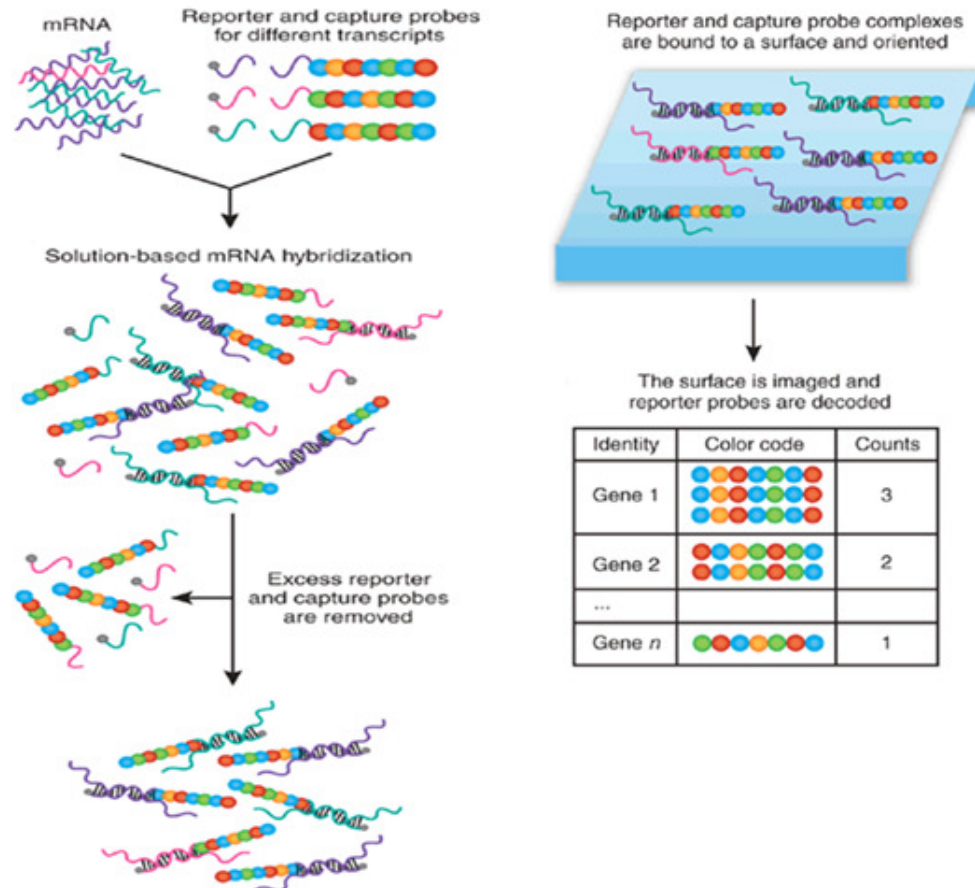 mRNA
Reporter and capture probes
for different transcripts
Solution-based mRNA hybridization
Excess reporter
and capture probes
are removed
Reporter and capture probe complexes
are bound to a surface and oriented
The surface is imaged and
reporter probes are decoded
Identity Color code Counts
Gene 1 3
Gene 2 2
...
Gene n 1